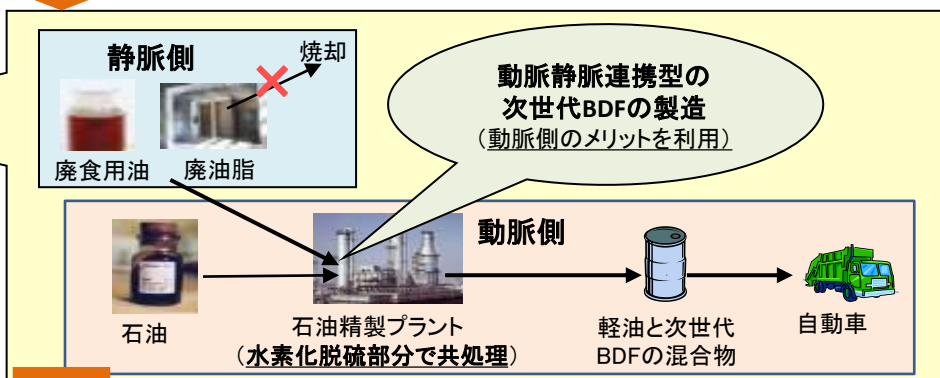 静脈側
焼却
廃食用油
廃油脂
動脈静脈連携型の
次世代BDFの製造
（動脈側のメリットを利用）
動脈側
石油
石油精製プラント
（水素化脱硫部分で共処理）
軽油と次世代
BDFの混合物
自動車